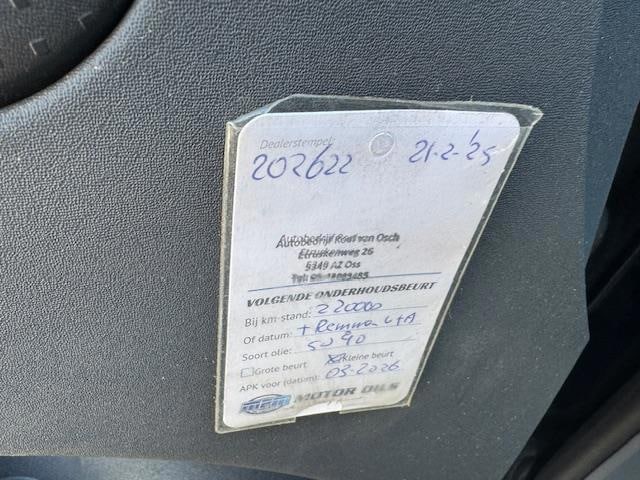 Dealerstempel:
202622 21-2-'25
Autobedrijf Roel van Osch
Etruskenweg 26
5349 AZ Oss
VOLGENDE ONDERHOUDSBEURT
Bij km-stand: 220000
Of datum: + Remmen V+A
Soort olie:
Grote beurt Kleine beurt
APK voor (datum): 03-2026
MOTOR OILS